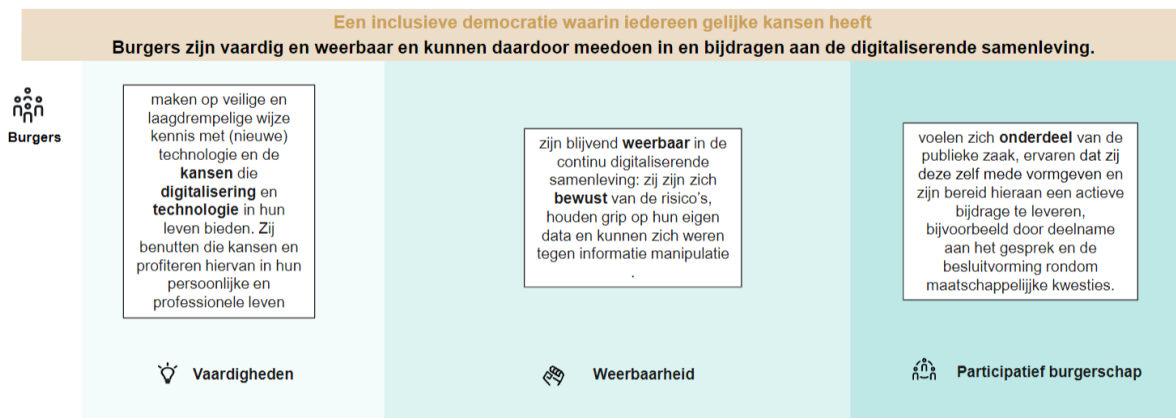 Een inclusieve democratie waarin iedereen gelijke kansen heeft
Burgers zijn vaardig en weerbaar en kunnen daardoor meedoen in en bijdragen aan de digitaliserende samenleving.
Burgers
maken op veilige en
laagdrempelige wijze
kennis met (nieuwe)
technologie en de
kansen die
digitalisering en
technologie in hun
leven bieden. Zij
benutten die kansen en
profiteren hiervan in hun
persoonlijke en
professionele leven
zijn blijvend weerbaar in de
continu digitaliserende
samenleving: zij zijn zich
bewust van de risico's,
houden grip op hun eigen
data en kunnen zich weren
tegen informatie manipulatie
.
voelen zich onderdeel van de
publieke zaak, ervaren dat zij
deze zelf mede vormgeven en
zijn bereid hieraan een actieve
bijdrage te leveren,
bijvoorbeeld door deelname
aan het gesprek en de
besluitvorming rondom
maatschappelijjke kwesties.
Vaardigheden
Weerbaarheid
Participatief burgerschap